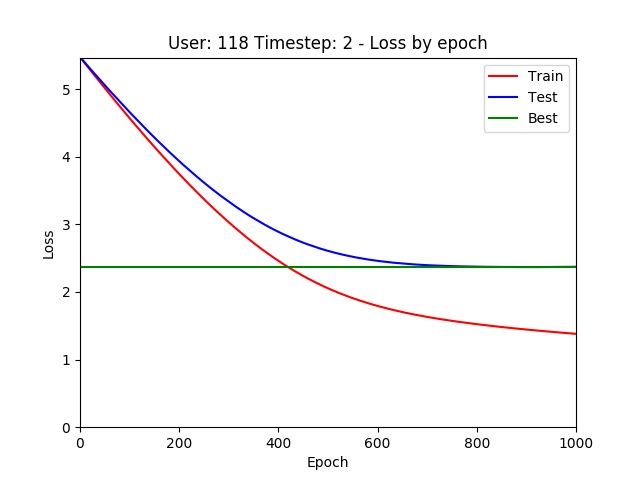 User: 118 Timestep: 2 - Loss by epoch
Train
Test
Best
Loss
5
4
3
2
1
0
0 200 400 600 800 1000
Epoch